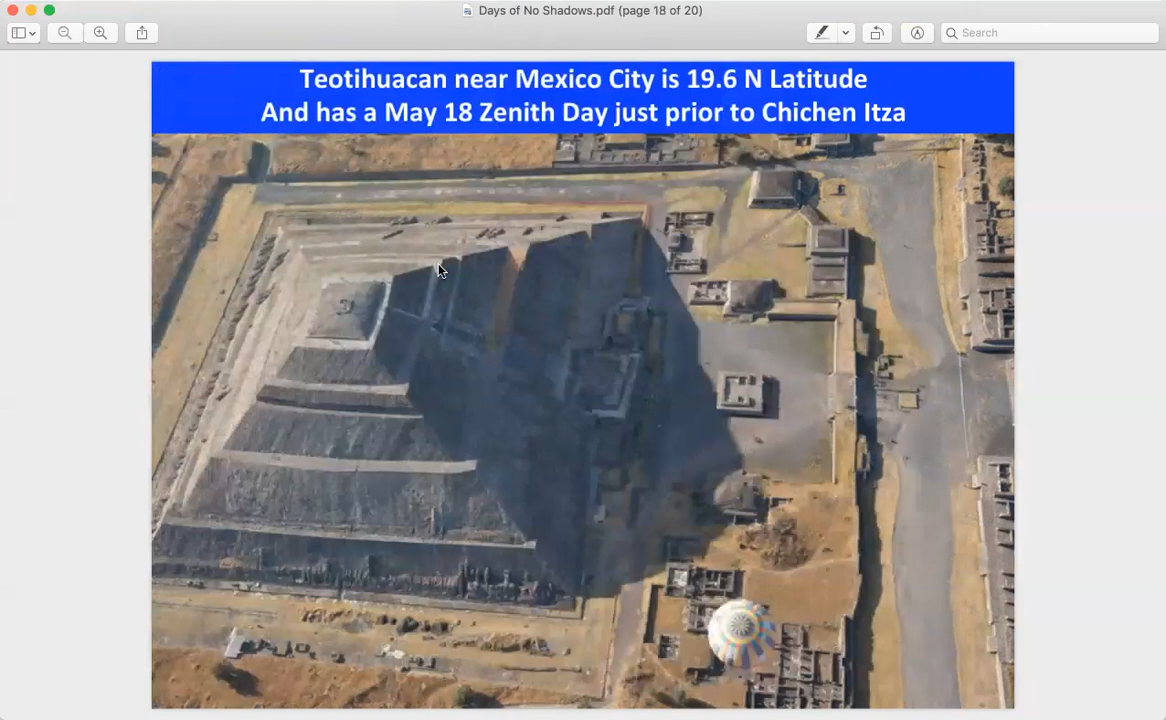 Days of No Shadows.pdf (page 18 of 20)
Search
Teotihuacan near Mexico City is 19.6 N Latitude
And has a May 18 Zenith Day just prior to Chichen Itza